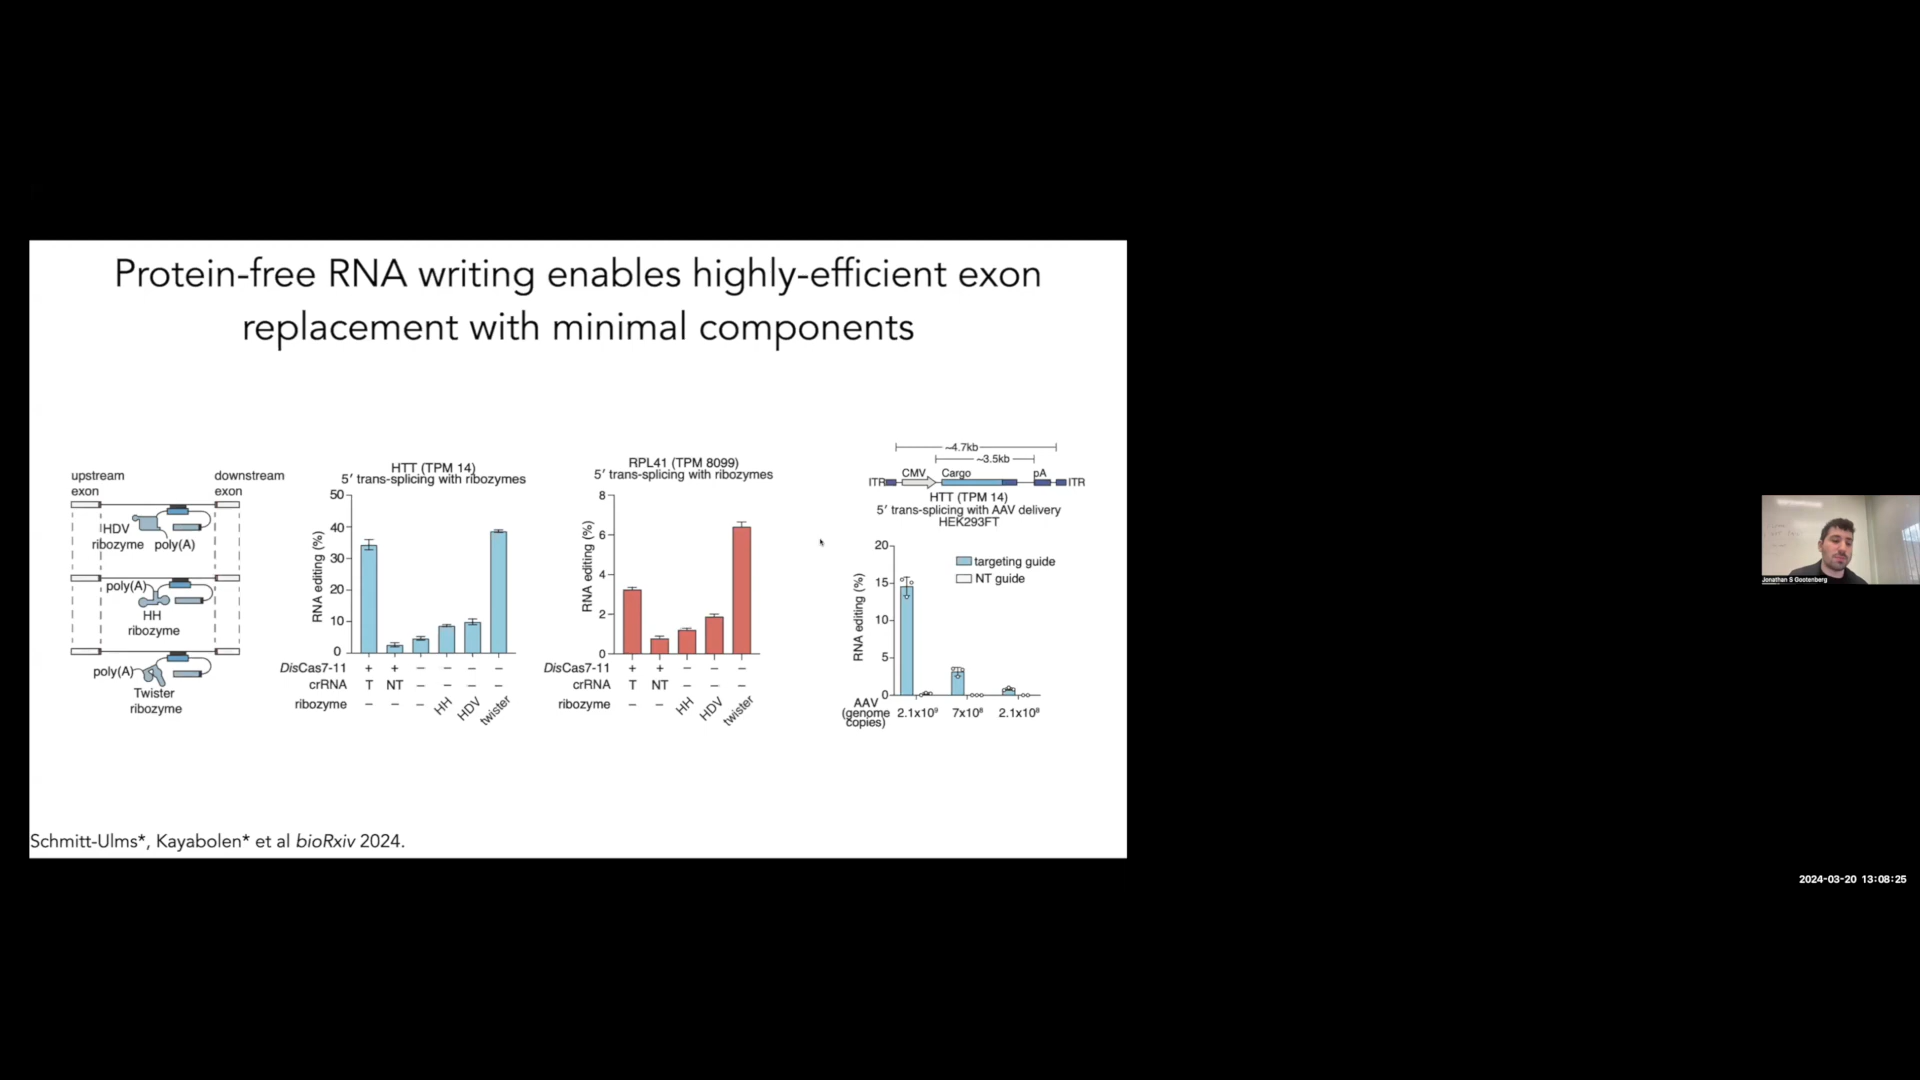 Protein-free RNA writing enables highly-efficient exon
replacement with minimal components
upstream
exon
downstream
exon
HDV
ribozyme poly(A)
poly(A)
HH
ribozyme
poly(A)
Twister
ribozyme
HTT (TPM 14)
5′ trans-splicing with ribozymes
RNA editing (%)
50
40
30
20
10
0
DisCas7-11 + + – – – –
crRNA T NT – – – –
ribozyme – – – HH HDV twister
RPL41 (TPM 8099)
5′ trans-splicing with ribozymes
RNA editing (%)
8
6
4
2
0
DisCas7-11 + + – – –
crRNA T NT – – –
ribozyme – – HH HDV twister
~4.7kb
~3.5kb
CMV Cargo pA
ITR ITR
HTT (TPM 14)
5′ trans-splicing with AAV delivery
HEK293FT
RNA editing (%)
20
15
10
5
0
targeting guide
NT guide
AAV
(genome
copies)
2.1x10⁹ 7x10⁸ 2.1x10⁸
Schmitt-Ulms*, Kayabolen* et al bioRxiv 2024.
Jonathan S Gootenberg
2024-03-20 13:08:25